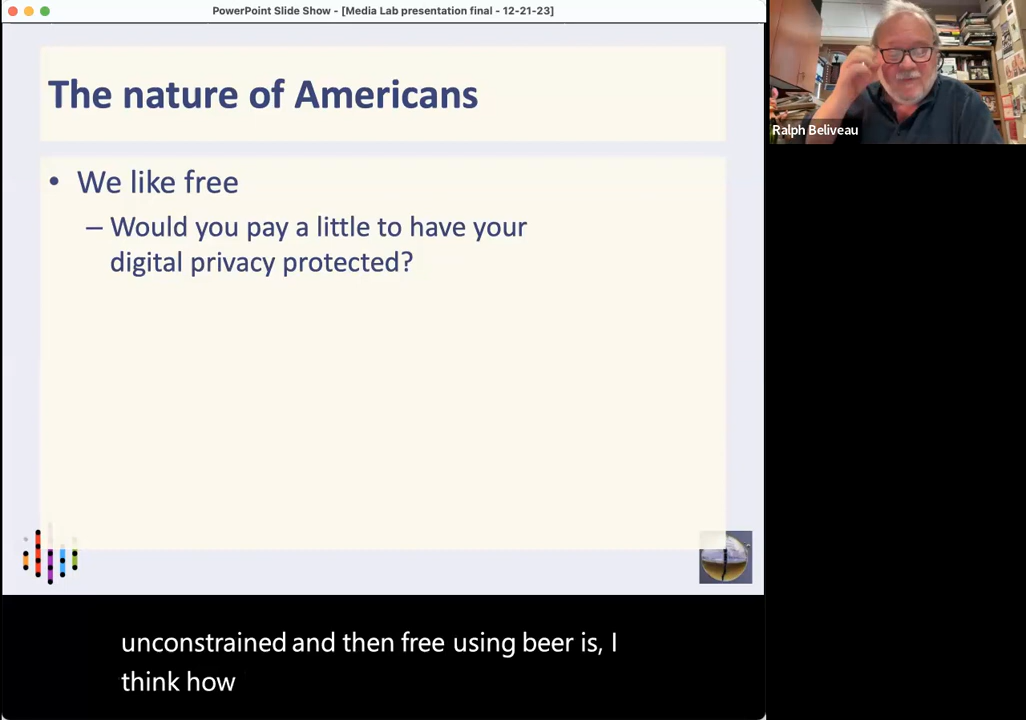 PowerPoint Slide Show - [Media Lab presentation final - 12-21-23]
The nature of Americans
• We like free
– Would you pay a little to have your
digital privacy protected?
Ralph Beliveau
unconstrained and then free using beer is, I
think how